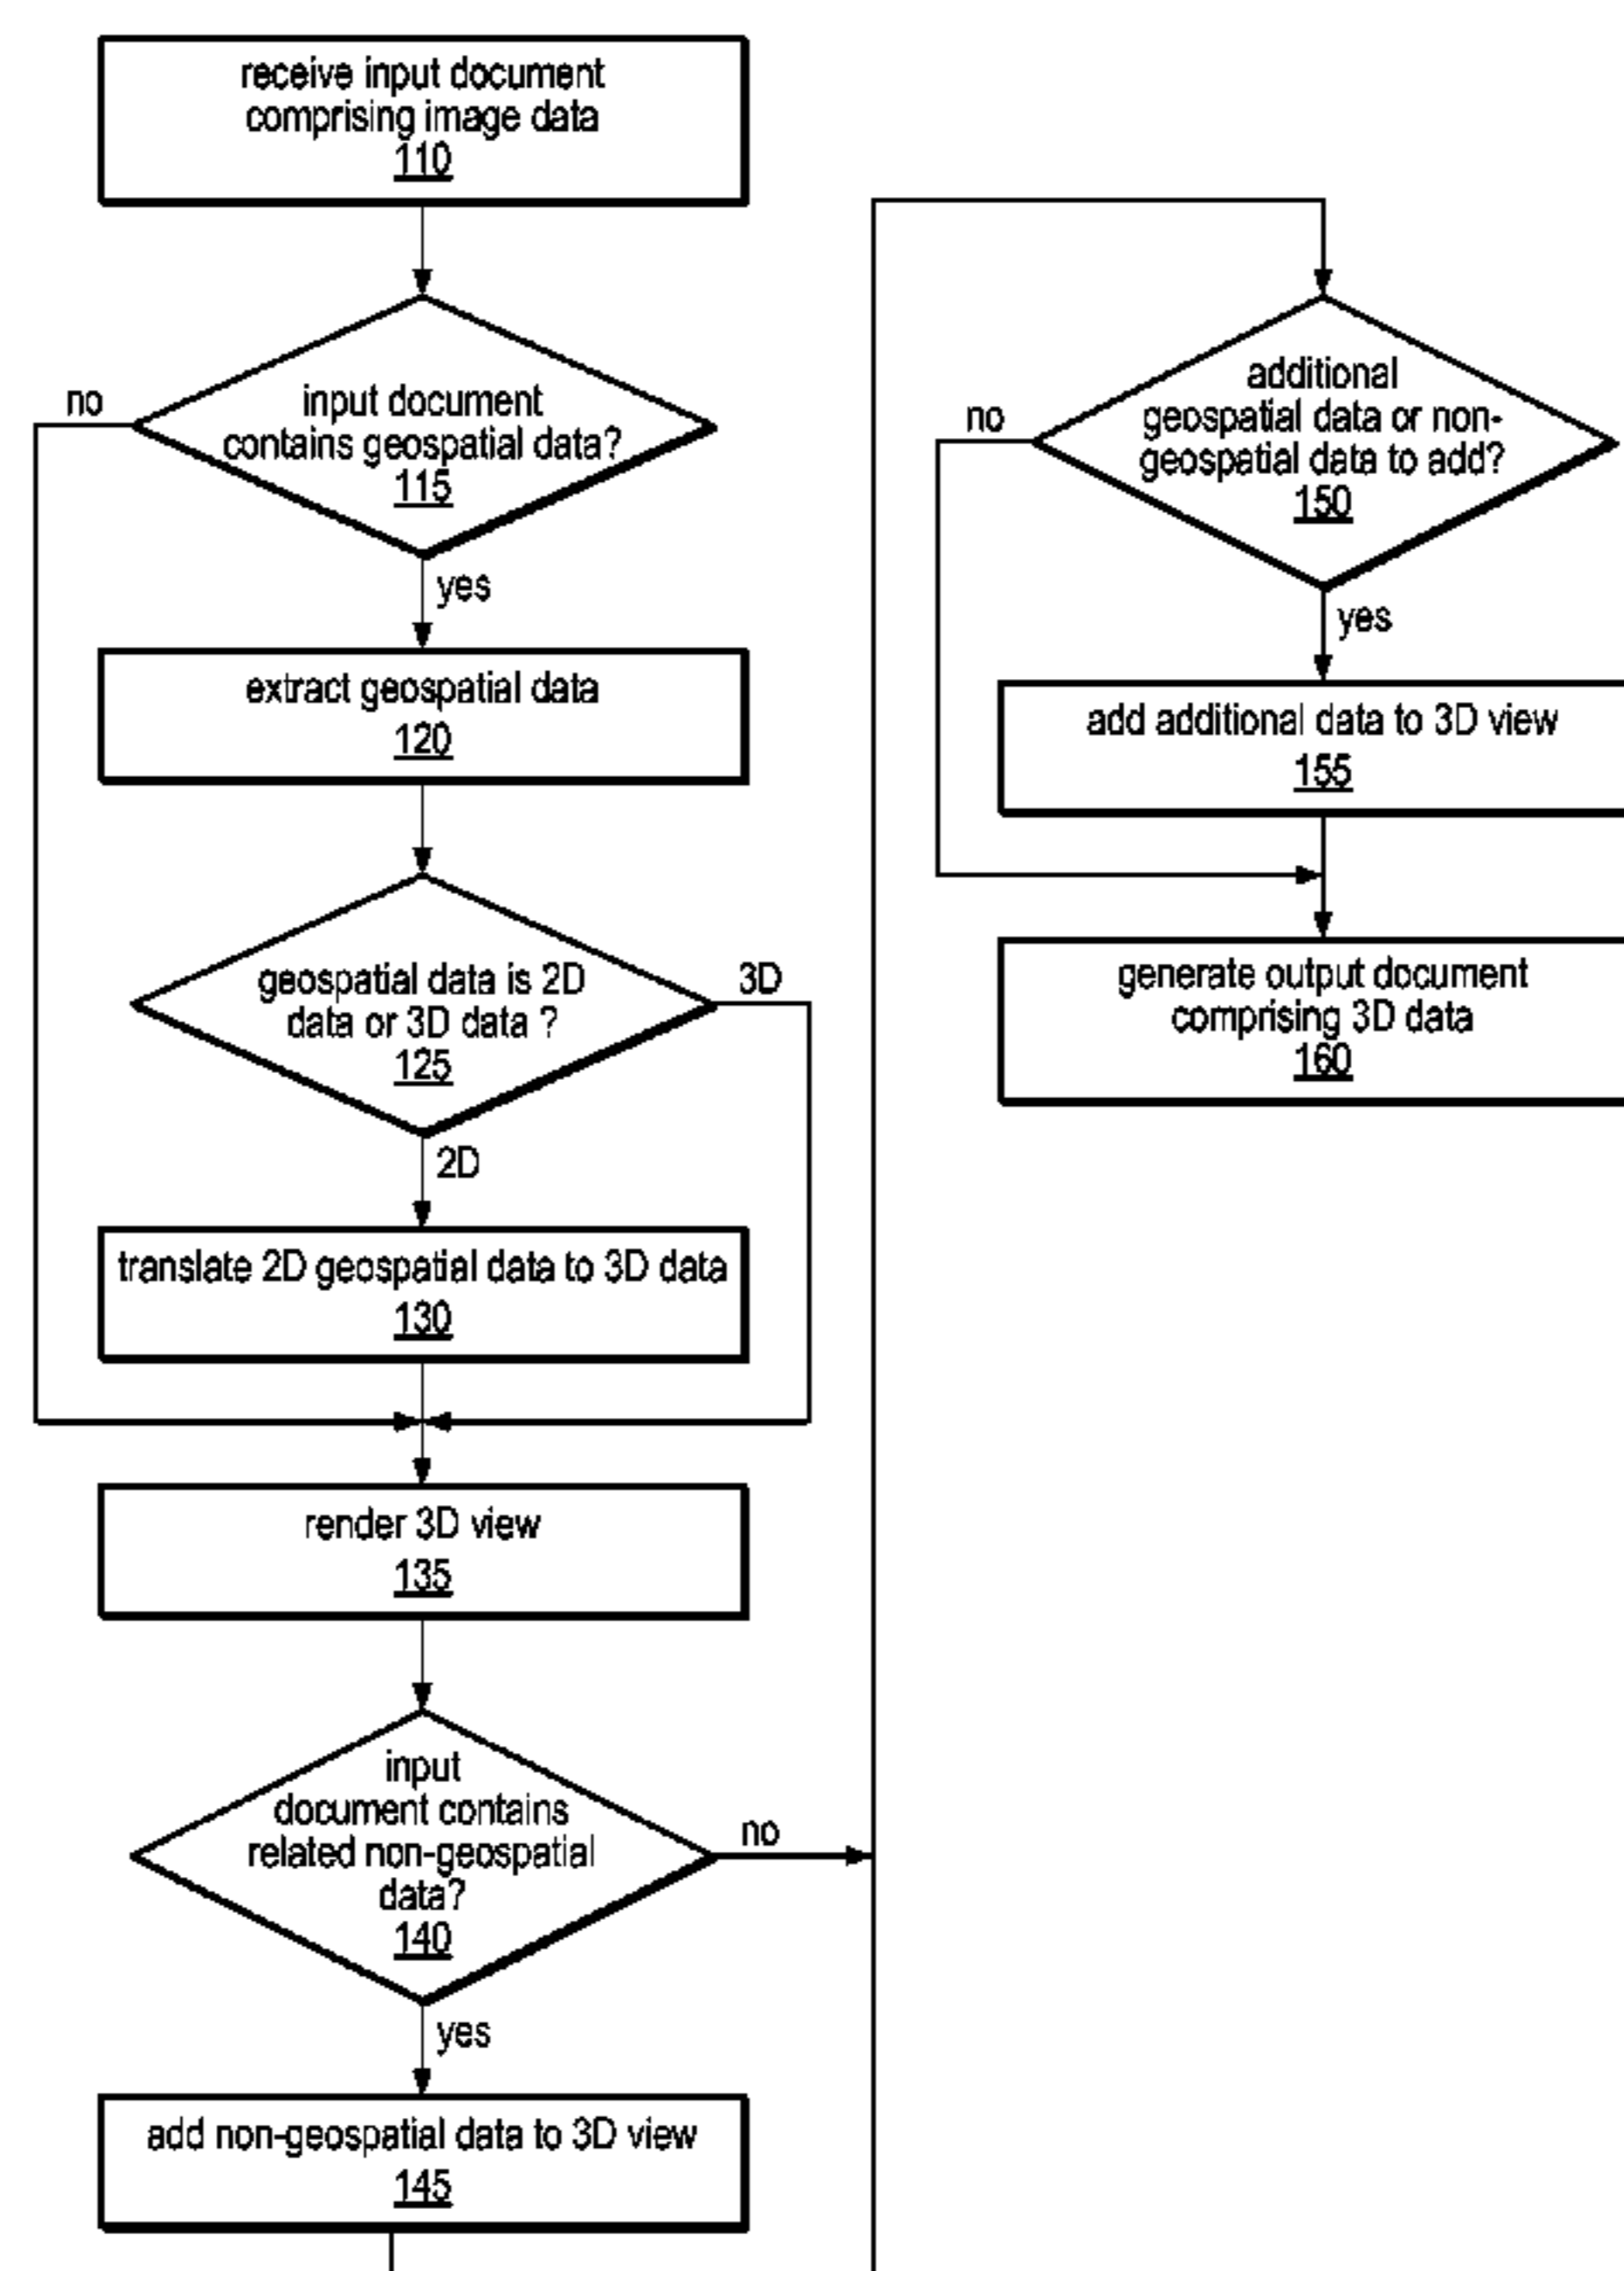 receive input document
comprising image data
110
no
input document
contains geospatial data?
115
yes
extract geospatial data
120
geospatial data is 2D
data or 3D data ?
125
3D
2D
translate 2D geospatial data to 3D data
130
render 3D view
135
input
document contains
related non-geospatial
data?
140
no
yes
add non-geospatial data to 3D view
145
additional
geospatial data or non-
geospatial data to add?
150
no
yes
add additional data to 3D view
155
generate output document
comprising 3D data
160